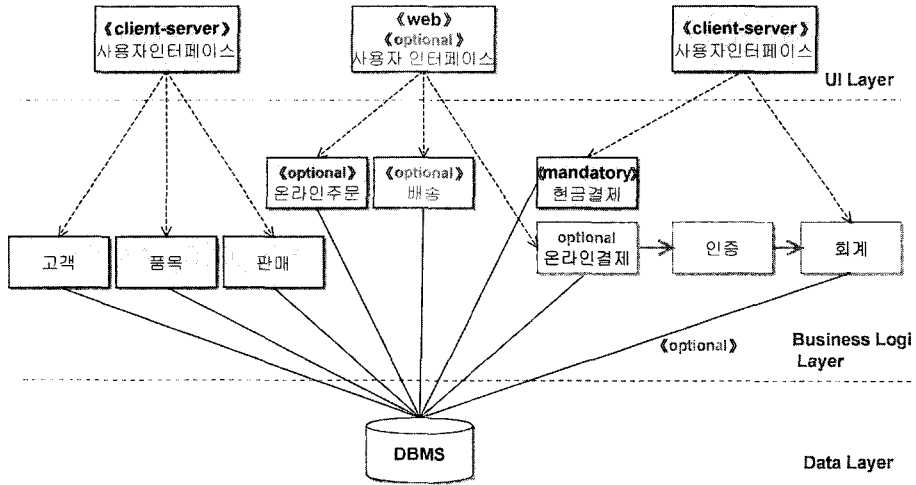 《client-server》
사용자인터페이스
《web》
《optional》
사용자 인터페이스
《client-server》
사용자인터페이스
UI Layer
《optional》
온라인주문
《optional》
배송
《mandatory》
현금결제
고객
품목
판매
optional
온라인결제
인증
회계
《optional》
Business Logi
Layer
DBMS
Data Layer